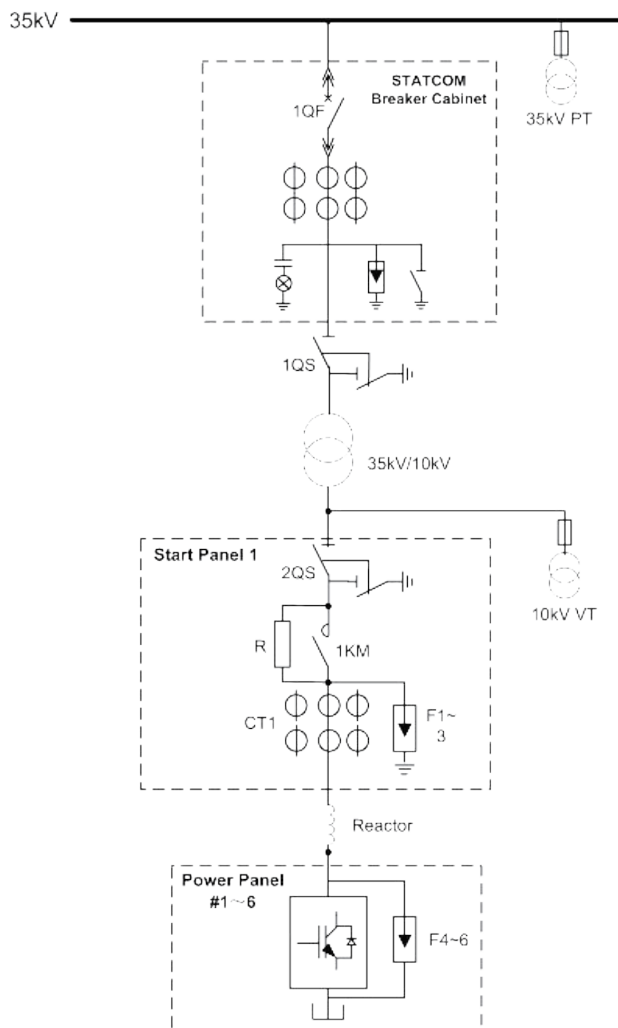 35kV
STATCOM
Breaker Cabinet
1QF
35kV PT
1QS
35kV/10kV
Start Panel 1
2QS
10kV VT
R
1KM
CT1
F1~
3
Reactor
Power Panel
#1~6
F4~6